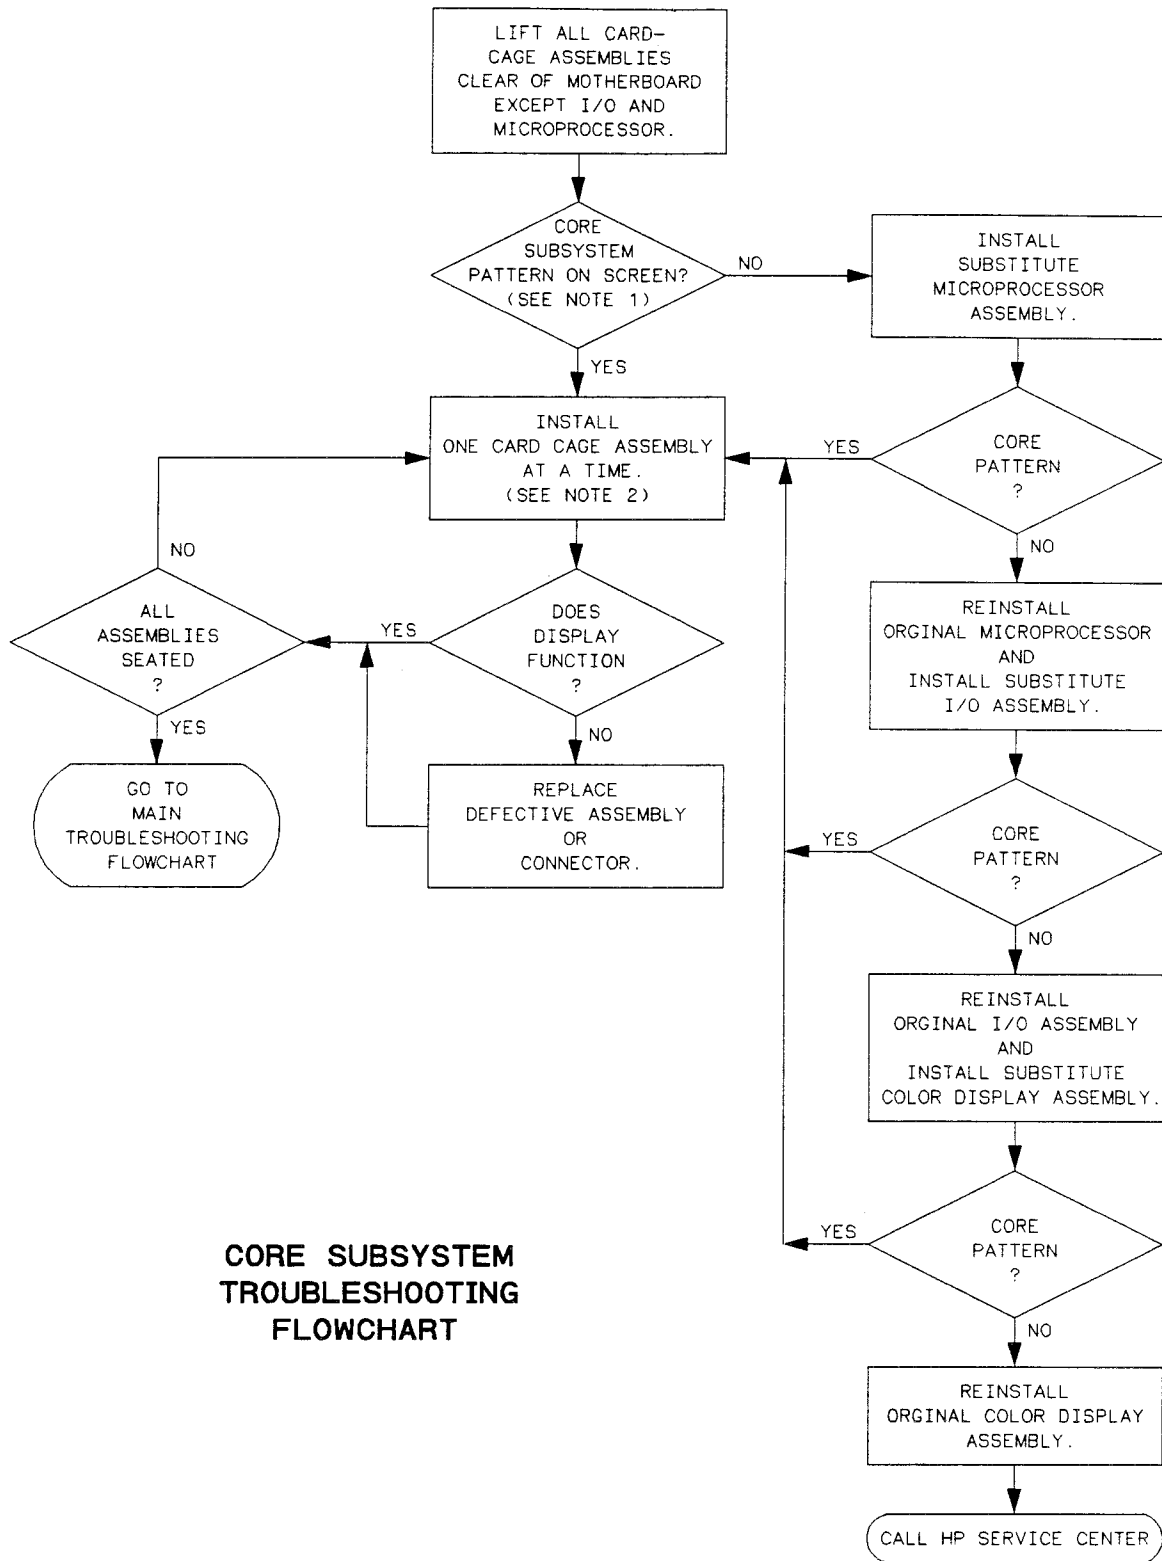 LIFT ALL CARD-
CAGE ASSEMBLIES
CLEAR OF MOTHERBOARD
EXCEPT I/O AND
MICROPROCESSOR.
CORE
SUBSYSTEM
PATTERN ON SCREEN?
(SEE NOTE 1)
NO
YES
INSTALL
SUBSTITUTE
MICROPROCESSOR
ASSEMBLY.
INSTALL
ONE CARD CAGE ASSEMBLY
AT A TIME.
(SEE NOTE 2)
YES
CORE
PATTERN
?
NO
NO
ALL
ASSEMBLIES
SEATED
?
YES
YES
DOES
DISPLAY
FUNCTION
?
NO
REINSTALL
ORGINAL MICROPROCESSOR
AND
INSTALL SUBSTITUTE
I/O ASSEMBLY.
GO TO
MAIN
TROUBLESHOOTING
FLOWCHART
REPLACE
DEFECTIVE ASSEMBLY
OR
CONNECTOR.
YES
CORE
PATTERN
?
NO
REINSTALL
ORGINAL I/O ASSEMBLY
AND
INSTALL SUBSTITUTE
COLOR DISPLAY ASSEMBLY.
YES
CORE
PATTERN
?
NO
CORE SUBSYSTEM
TROUBLESHOOTING
FLOWCHART
REINSTALL
ORGINAL COLOR DISPLAY
ASSEMBLY.
CALL HP SERVICE CENTER